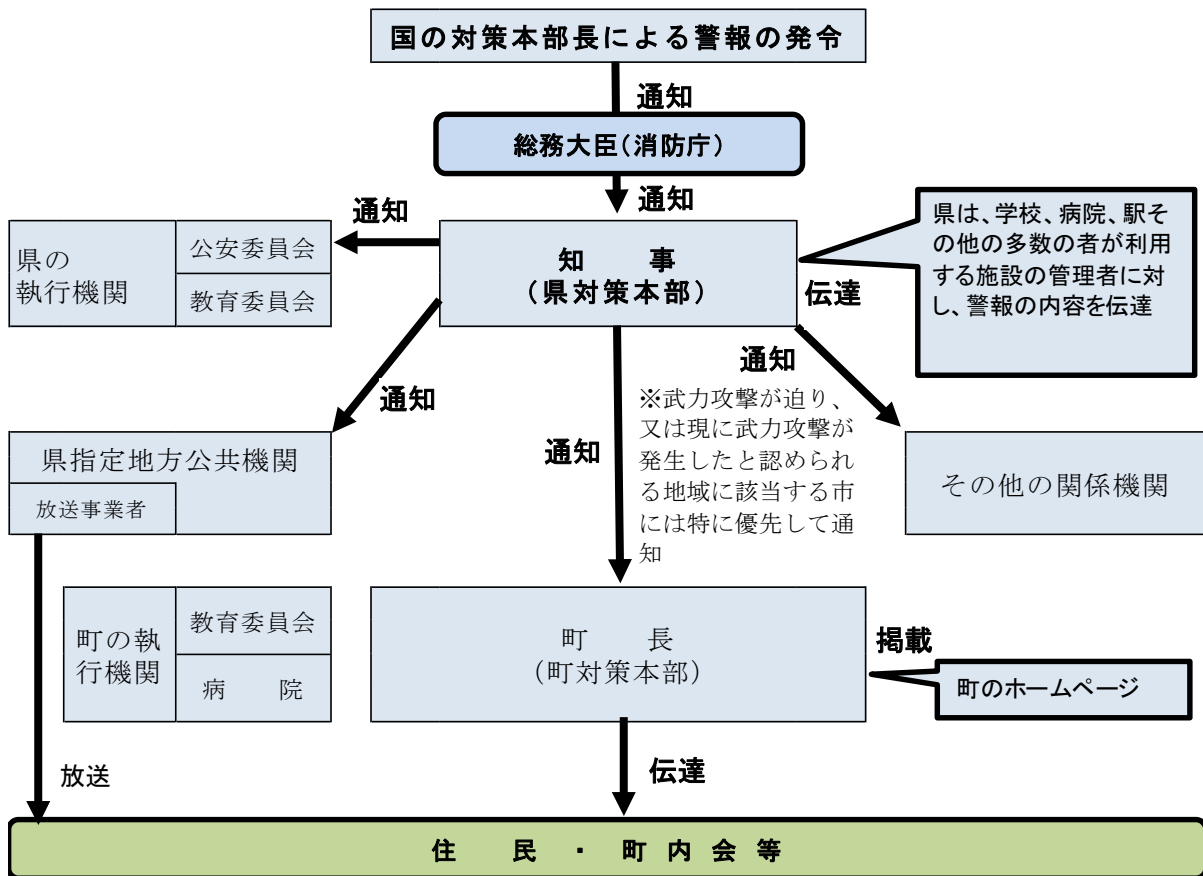 国の対策本部長による警報の発令
通知
総務大臣(消防庁)
通知
通知
県の
執行機関
公安委員会
教育委員会
知　　事
(県対策本部)
伝達
県は、学校、病院、駅そ
の他の多数の者が利用
する施設の管理者に対
し、警報の内容を伝達
通知
通知
通知
※武力攻撃が迫り、
又は現に武力攻撃が
発生したと認められ
る地域に該当する市
には特に優先して通
知
県指定地方公共機関
放送事業者
その他の関係機関
町の執
行機関
教育委員会
病　　院
町　　長
(町対策本部)
掲載
町のホームページ
放送
伝達
住　民　・　町 内 会 等